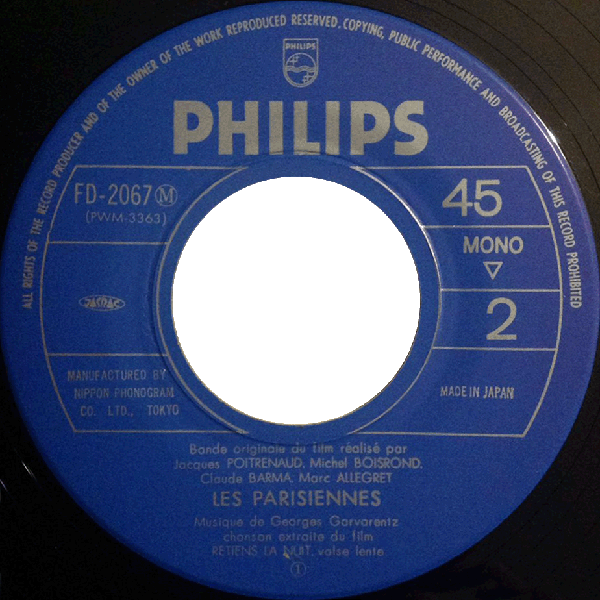 ALL RIGHTS OF THE RECORD PRODUCER AND OF THE OWNER OF THE WORK REPRODUCED RESERVED. COPYING, PUBLIC PERFORMANCE AND BROADCASTING OF THIS RECORD PROHIBITED
PHILIPS
PHILIPS
FD-2067 Ⓜ
(PWM-3363)
45
MONO
▽
2
MANUFACTURED BY
NIPPON PHONOGRAM
CO. LTD., TOKYO
MADE IN JAPAN
Bande originale du film réalisé par
Jacques POITRENAUD, Michel BOISROND,
Claude BARMA, Marc ALLEGRET
LES PARISIENNES
Musique de Georges Garvarentz
chanson extraite du film
RETIENS LA NUIT, valse lente
①